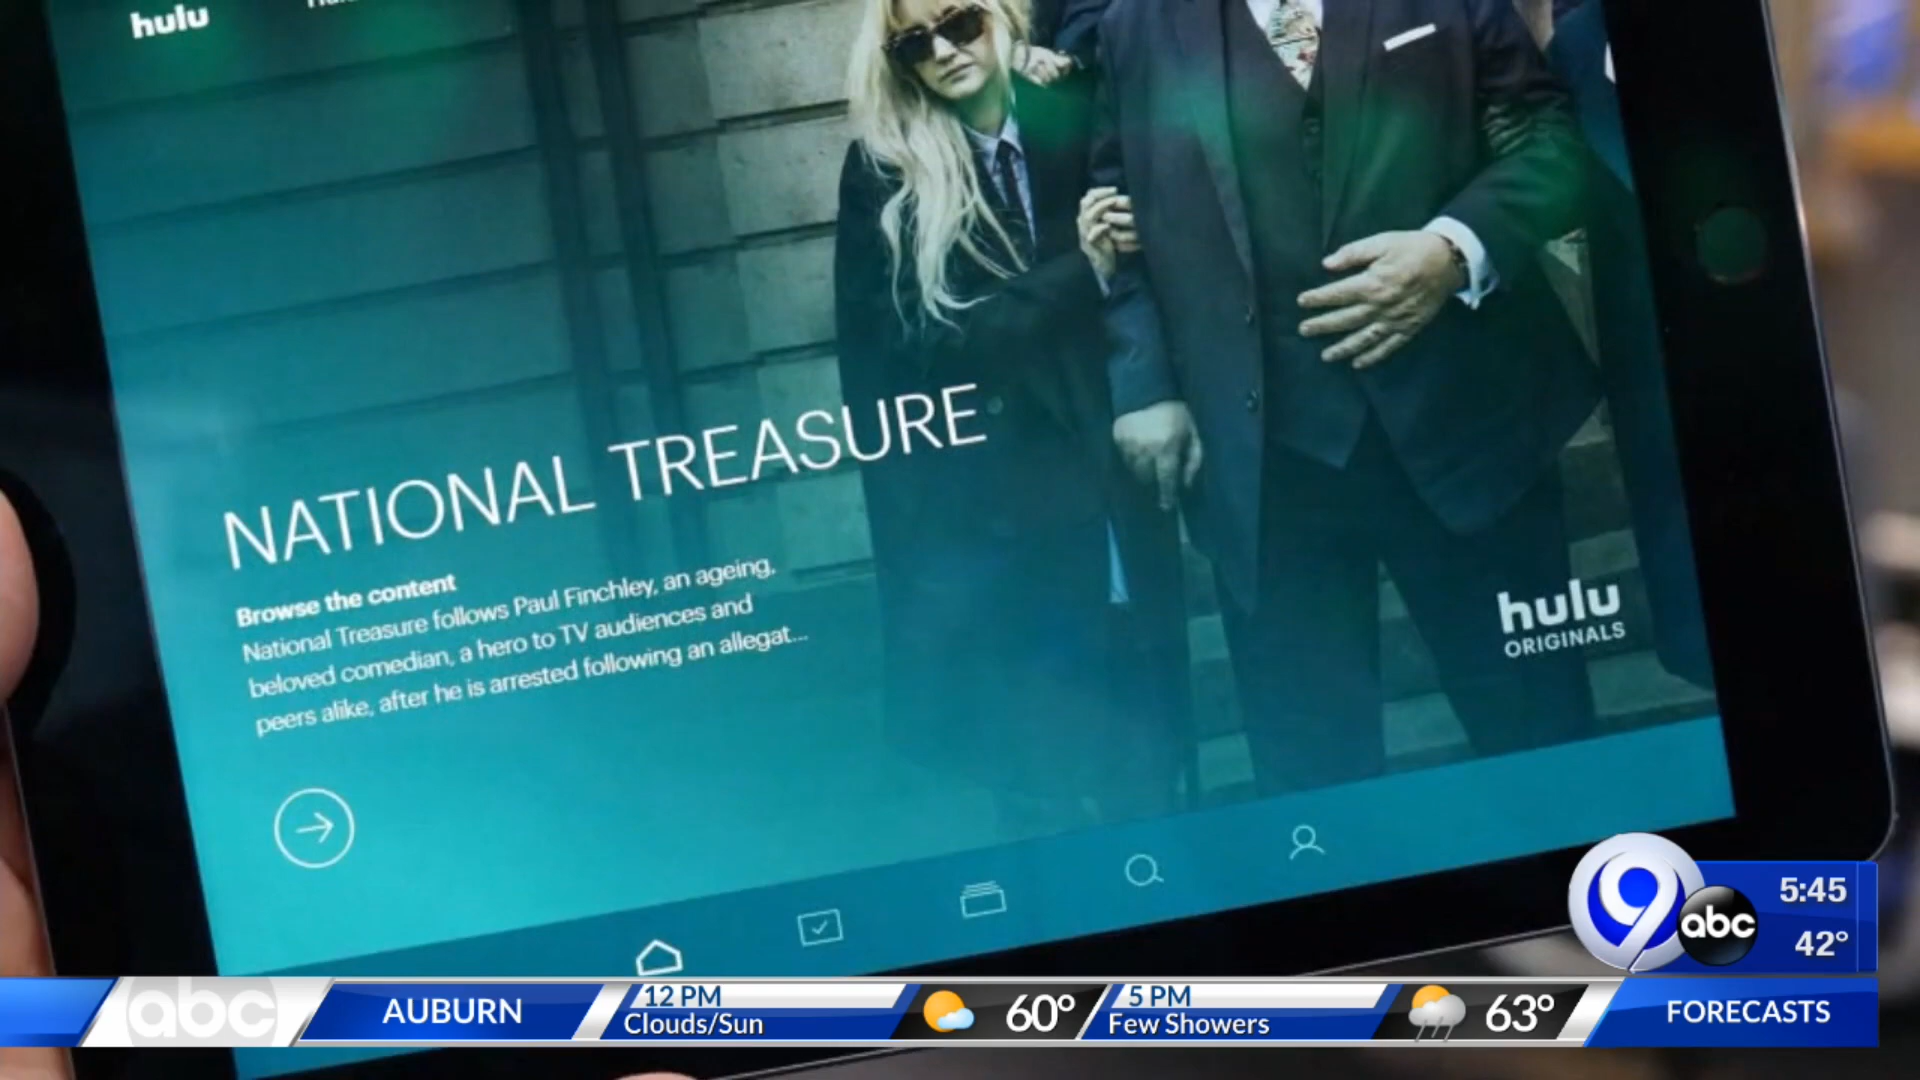 hulu
NATIONAL TREASURE
Browse the content
National Treasure follows Paul Finchley, an ageing,
beloved comedian, a hero to TV audiences and
peers alike, after he is arrested following an allegat...
hulu
ORIGINALS
9
abc
5:45
42°
abc
AUBURN
12 PM
Clouds/Sun
60°
5 PM
Few Showers
63°
FORECASTS